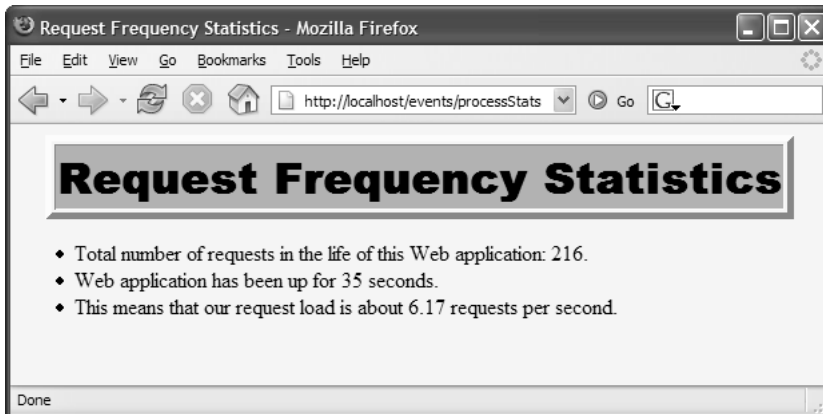 Request Frequency Statistics - Mozilla Firefox
File Edit View Go Bookmarks Tools Help
http://localhost/events/processStats Go G
Request Frequency Statistics
Total number of requests in the life of this Web application: 216.
Web application has been up for 35 seconds.
This means that our request load is about 6.17 requests per second.
Done